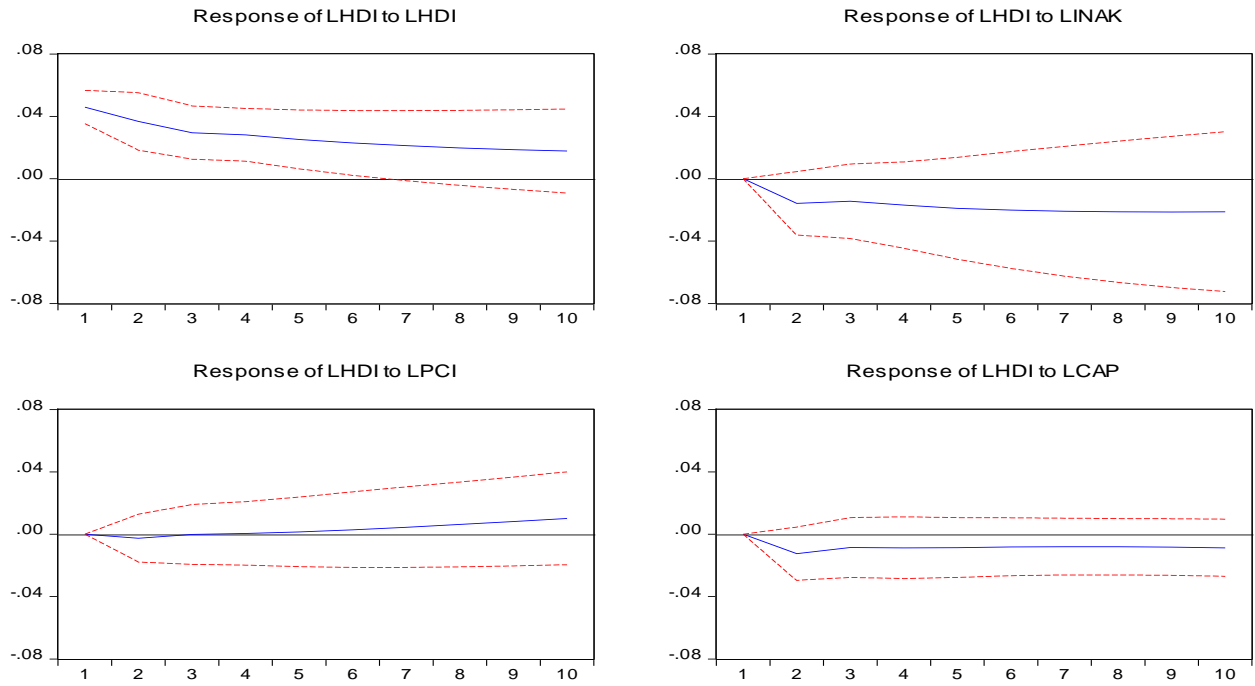 Response of LHDI to LHDI
.08
.04
.00
-.04
-.08
1 2 3 4 5 6 7 8 9 10
Response of LHDI to LINAK
.08
.04
.00
-.04
-.08
1 2 3 4 5 6 7 8 9 10
Response of LHDI to LPCI
.08
.04
.00
-.04
-.08
1 2 3 4 5 6 7 8 9 10
Response of LHDI to LCAP
.08
.04
.00
-.04
-.08
1 2 3 4 5 6 7 8 9 10